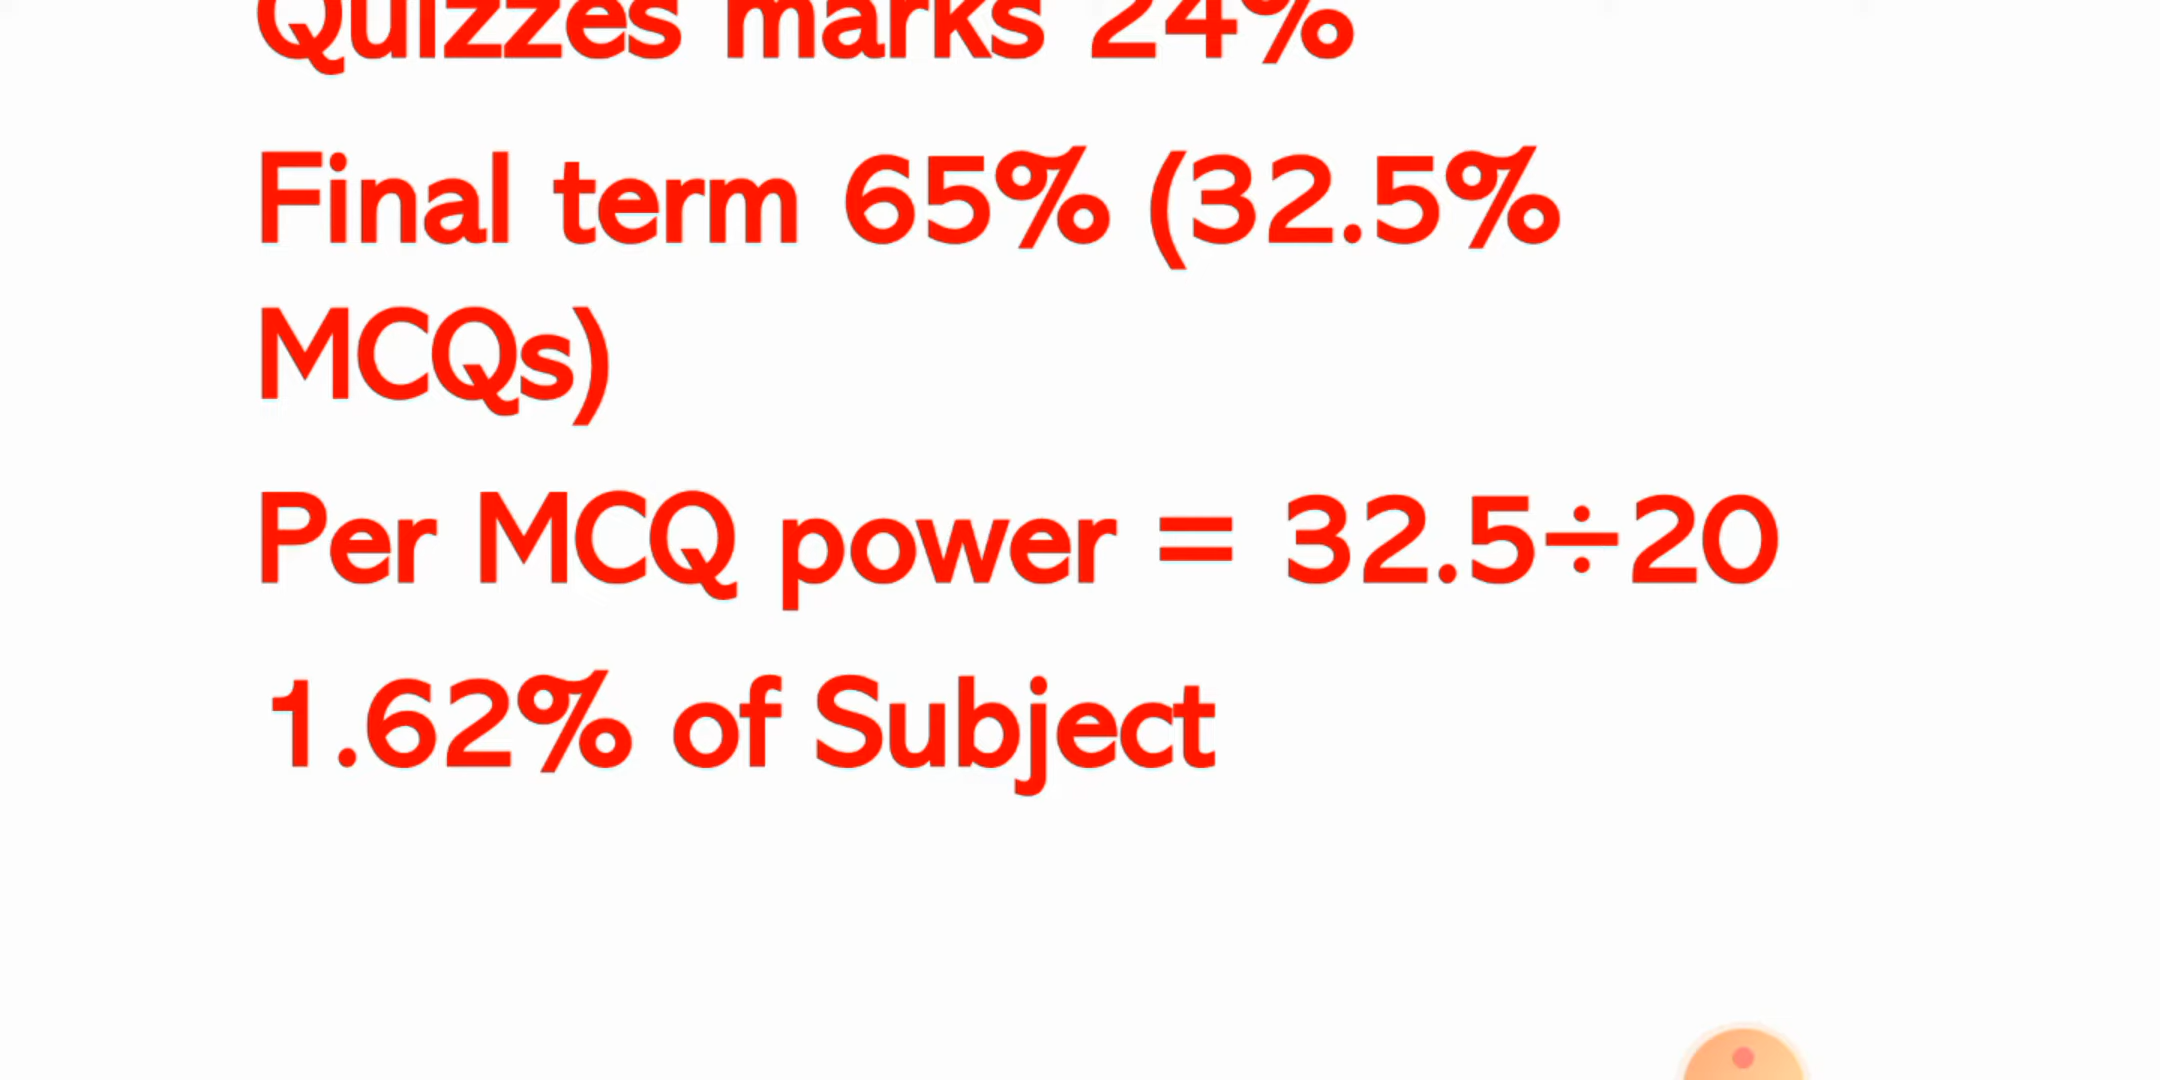 Quizzes marks 24%
Final term 65% (32.5%
MCQs)
Per MCQ power = 32.5÷20
1.62% of Subject